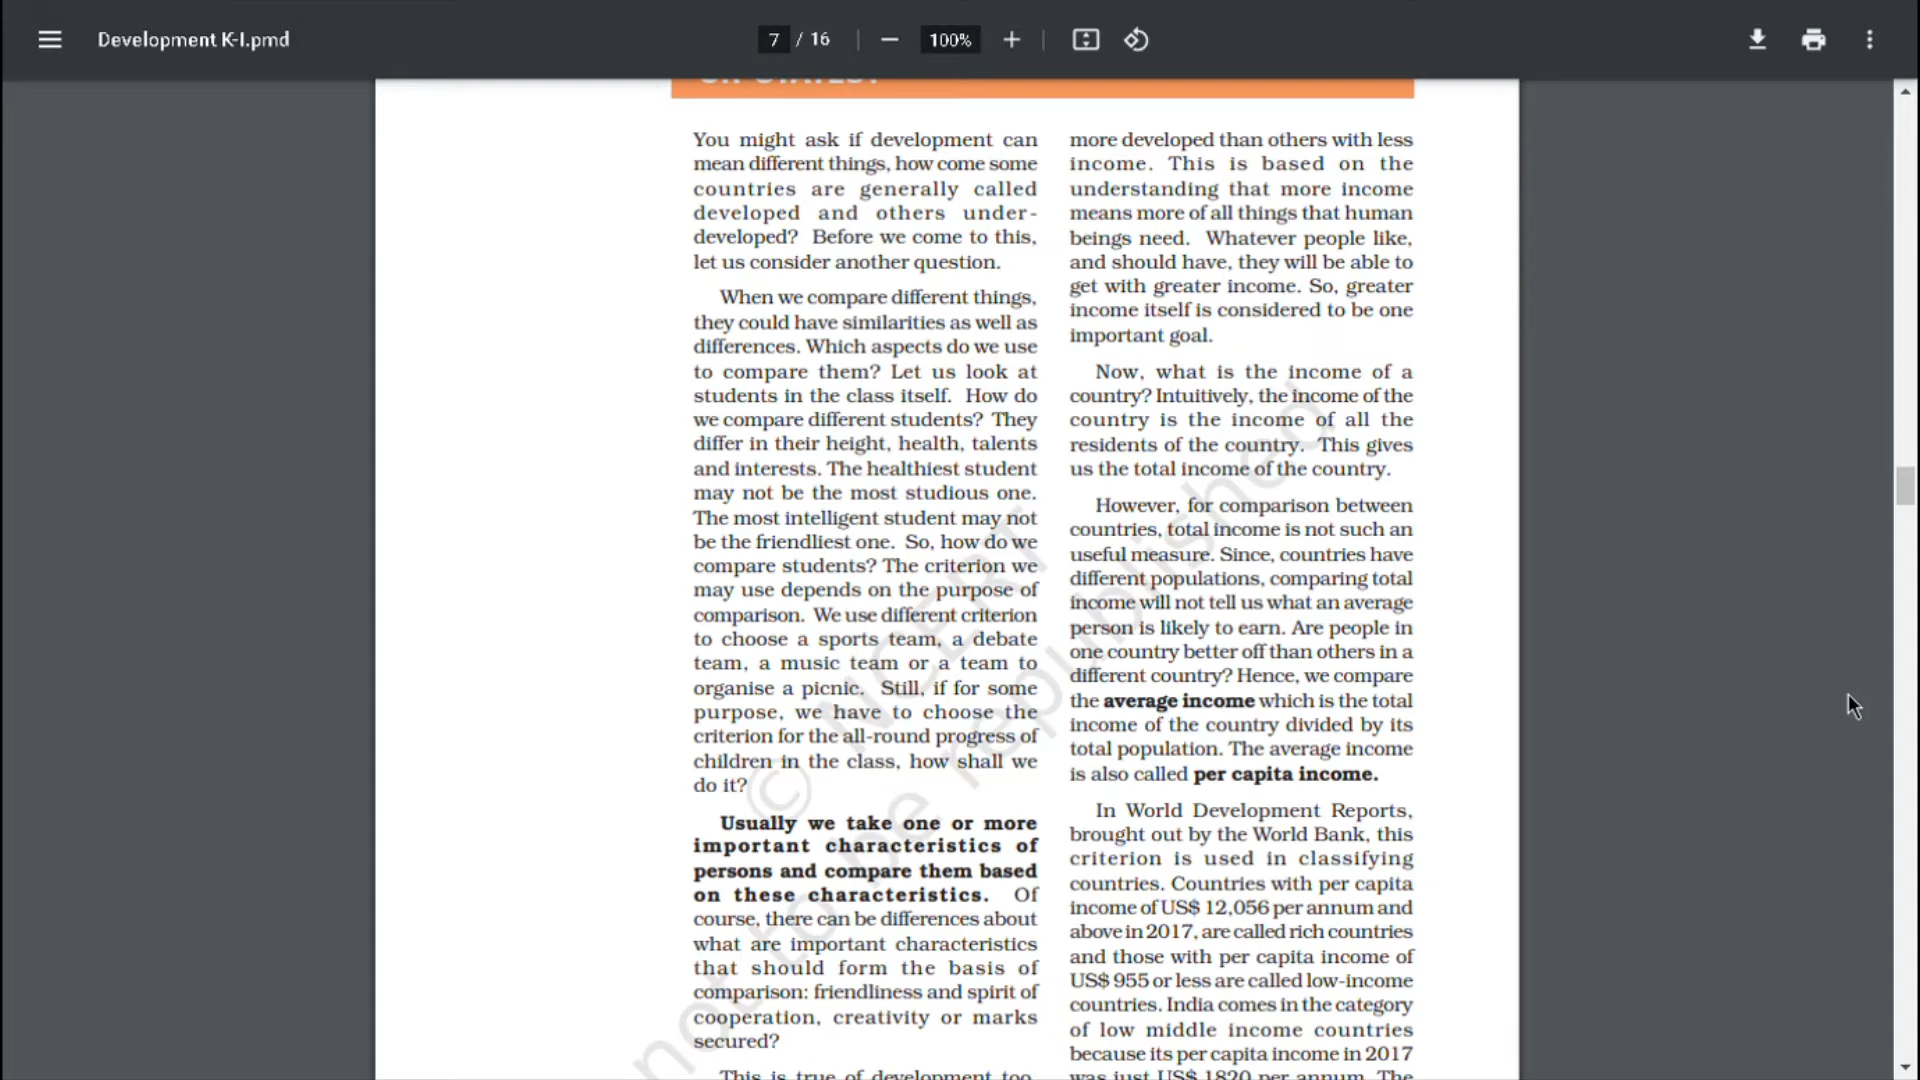 Development K-I.pmd
7 / 16
100%
You might ask if development can
mean different things, how come some
countries are generally called
developed and others under-
developed? Before we come to this,
let us consider another question.
When we compare different things,
they could have similarities as well as
differences. Which aspects do we use
to compare them? Let us look at
students in the class itself. How do
we compare different students? They
differ in their height, health, talents
and interests. The healthiest student
may not be the most studious one.
The most intelligent student may not
be the friendliest one. So, how do we
compare students? The criterion we
may use depends on the purpose of
comparison. We use different criterion
to choose a sports team, a debate
team, a music team or a team to
organise a picnic. Still, if for some
purpose, we have to choose the
criterion for the all-round progress of
children in the class, how shall we
do it?
Usually we take one or more
important characteristics of
persons and compare them based
on these characteristics. Of
course, there can be differences about
what are important characteristics
that should form the basis of
comparison: friendliness and spirit of
cooperation, creativity or marks
secured?
This is true of development too.
more developed than others with less
income. This is based on the
understanding that more income
means more of all things that human
beings need. Whatever people like,
and should have, they will be able to
get with greater income. So, greater
income itself is considered to be one
important goal.
Now, what is the income of a
country? Intuitively, the income of the
country is the income of all the
residents of the country. This gives
us the total income of the country.
However, for comparison between
countries, total income is not such an
useful measure. Since, countries have
different populations, comparing total
income will not tell us what an average
person is likely to earn. Are people in
one country better off than others in a
different country? Hence, we compare
the average income which is the total
income of the country divided by its
total population. The average income
is also called per capita income.
In World Development Reports,
brought out by the World Bank, this
criterion is used in classifying
countries. Countries with per capita
income of US$ 12,056 per annum and
above in 2017, are called rich countries
and those with per capita income of
US$ 955 or less are called low-income
countries. India comes in the category
of low middle income countries
because its per capita income in 2017
was just US$ 1820 per annum. The
© NCERT
not to be republished